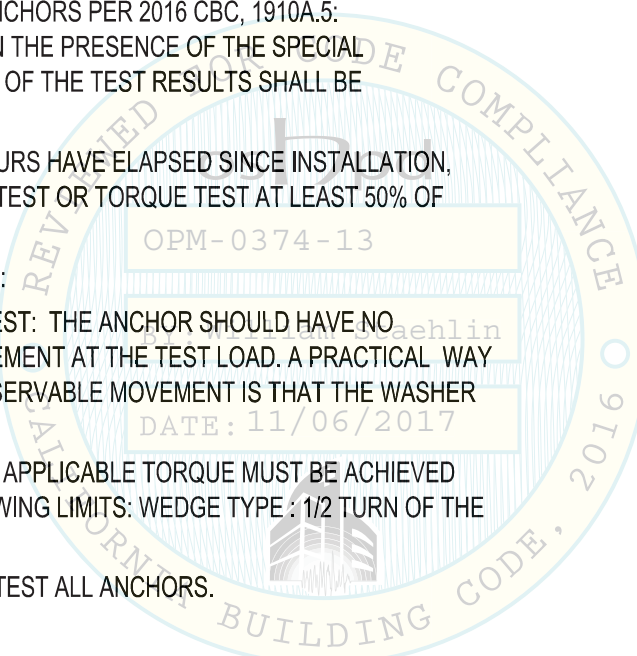 NCHORS PER 2016 CBC, 1910A.5:
N THE PRESENCE OF THE SPECIAL
OF THE TEST RESULTS SHALL BE
URS HAVE ELAPSED SINCE INSTALLATION,
TEST OR TORQUE TEST AT LEAST 50% OF
:
EST: THE ANCHOR SHOULD HAVE NO
EMENT AT THE TEST LOAD. A PRACTICAL WAY
SERVABLE MOVEMENT IS THAT THE WASHER
APPLICABLE TORQUE MUST BE ACHIEVED
WING LIMITS: WEDGE TYPE : 1/2 TURN OF THE
TEST ALL ANCHORS.
REVIEWED FOR CODE COMPLIANCE
oshpd
OPM-0374-13
BY: William Staehlin
DATE: 11/06/2017
CALIFORNIA BUILDING CODE, 2016